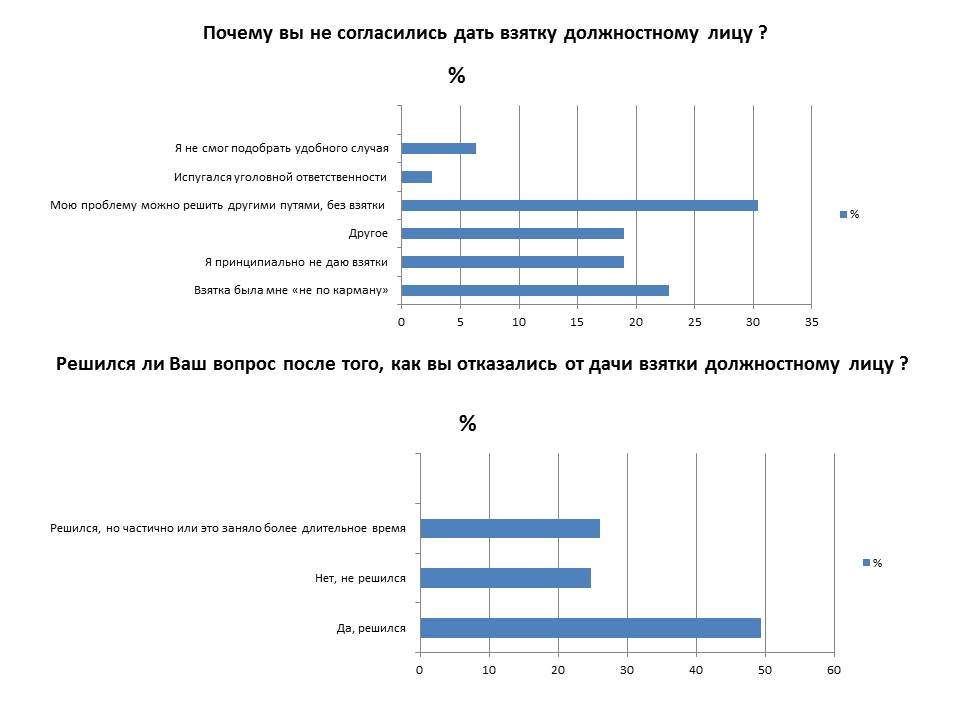 Почему вы не согласились дать взятку должностному лицу ?
%
Я не смог подобрать удобного случая
Испугался уголовной ответственности
Мою проблему можно решить другими путями, без взятки
Другое
Я принципиально не даю взятки
Взятка была мне «не по карману»
%
0 5 10 15 20 25 30 35
Решился ли Ваш вопрос после того, как вы отказались от дачи взятки должностному лицу ?
%
Решился, но частично или это заняло более длительное время
Нет, не решился
Да, решился
%
0 10 20 30 40 50 60